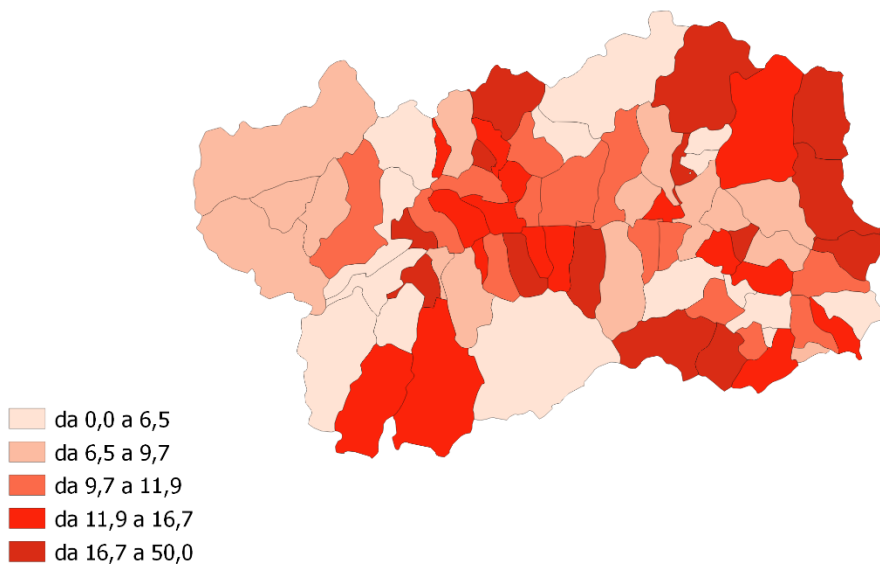 da 0,0 a 6,5
da 6,5 a 9,7
da 9,7 a 11,9
da 11,9 a 16,7
da 16,7 a 50,0